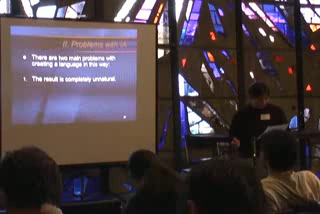 II. Problems with IA
There are two main problems with
creating a language in this way:
1. The result is completely unnatural.